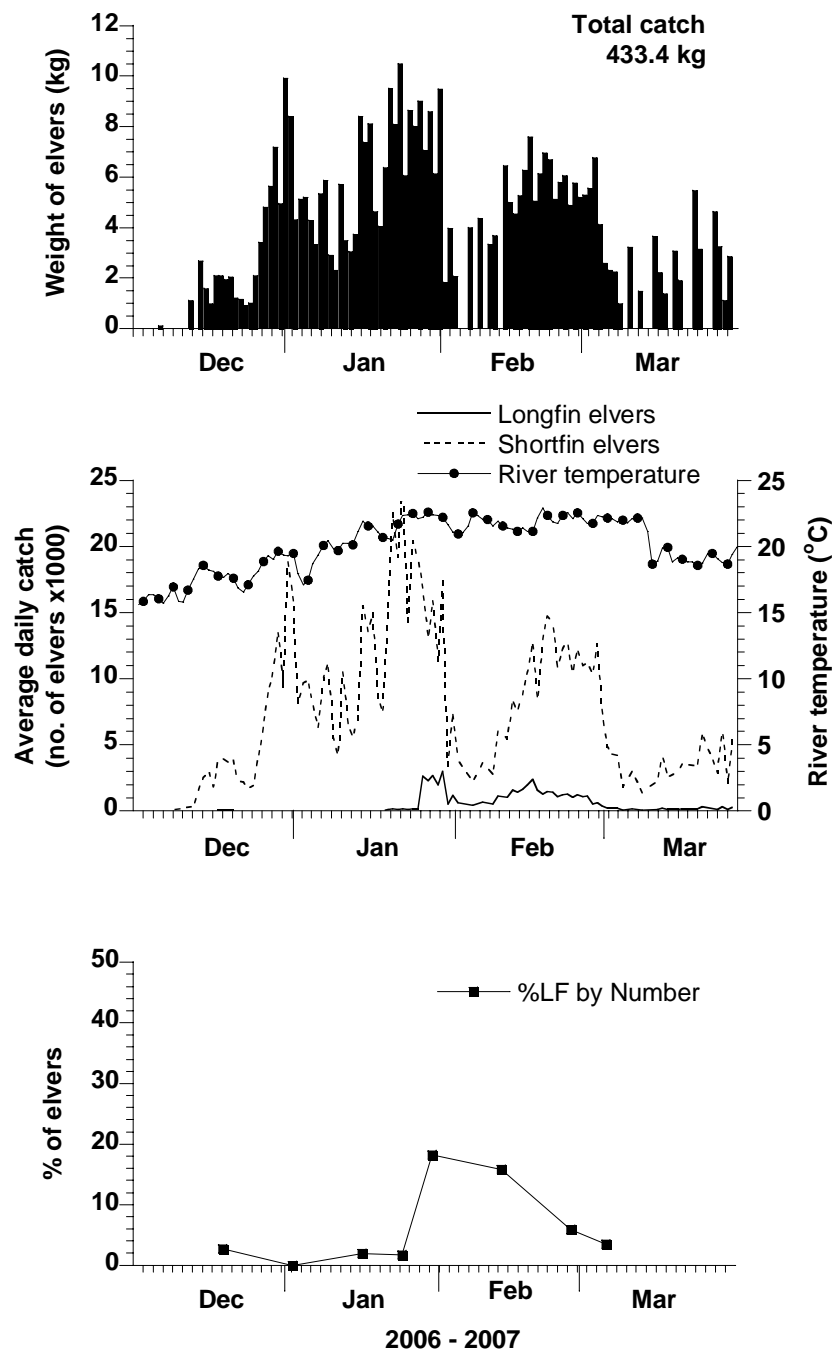 Total catch
433.4 kg
Weight of elvers (kg)
12
10
8
6
4
2
0
Dec Jan Feb Mar
Longfin elvers
Shortfin elvers
River temperature
Average daily catch
(no. of elvers x1000)
25
20
15
10
5
0
25
20
15
10
5
0
River temperature (°C)
Dec Jan Feb Mar
% of elvers
50
40
30
20
10
0
%LF by Number
Dec Jan Feb Mar
2006 - 2007